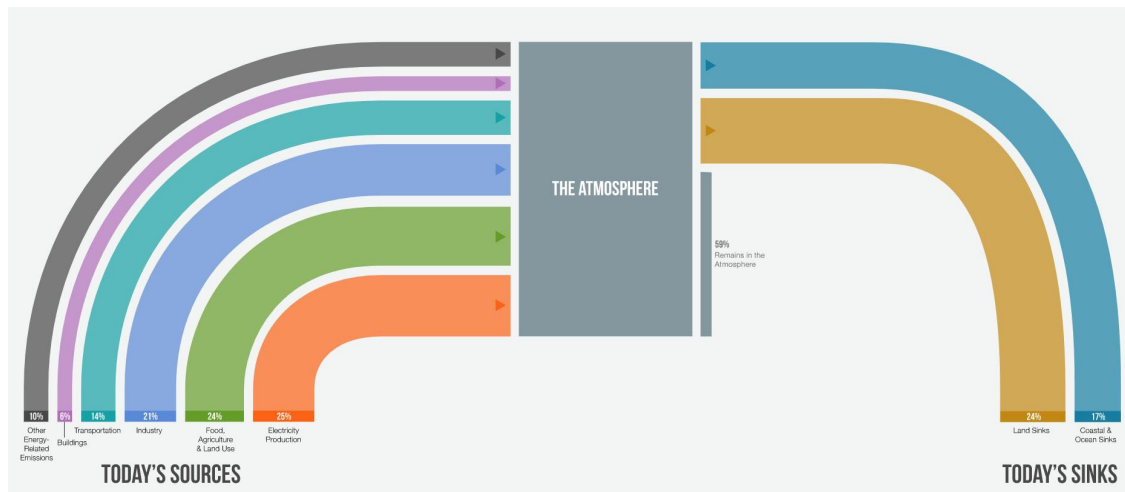 THE ATMOSPHERE
59%
Remains in the
Atmosphere
10%
6%
14%
21%
24%
25%
24%
17%
Other
Energy-
Related
Emissions
Buildings
Transportation
Industry
Food,
Agriculture
& Land Use
Electricity
Production
Land Sinks
Coastal &
Ocean Sinks
TODAY'S SOURCES
TODAY'S SINKS